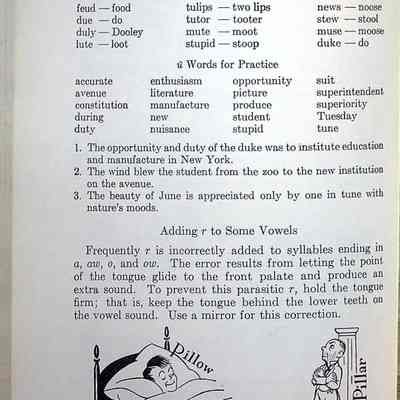 feud — food tulips — two lips news — noose
due — do tutor — tooter stew — stool
duly — Dooley mute — moot muse — moose
lute — loot stupid — stoop duke — do
ū Words for Practice
accurate enthusiasm opportunity suit
avenue literature picture superintendent
constitution manufacture produce superiority
during new student Tuesday
duty nuisance stupid tune
1. The opportunity and duty of the duke was to institute education
and manufacture in New York.
2. The wind blew the student from the zoo to the new institution
on the avenue.
3. The beauty of June is appreciated only by one in tune with
nature's moods.
Adding r to Some Vowels
Frequently r is incorrectly added to syllables ending in
a, aw, o, and ow. The error results from letting the point
of the tongue glide to the front palate and produce an
extra sound. To prevent this parasitic r, hold the tongue
firm; that is, keep the tongue behind the lower teeth on
the vowel sound. Use a mirror for this correction.
Pillow
Pillar